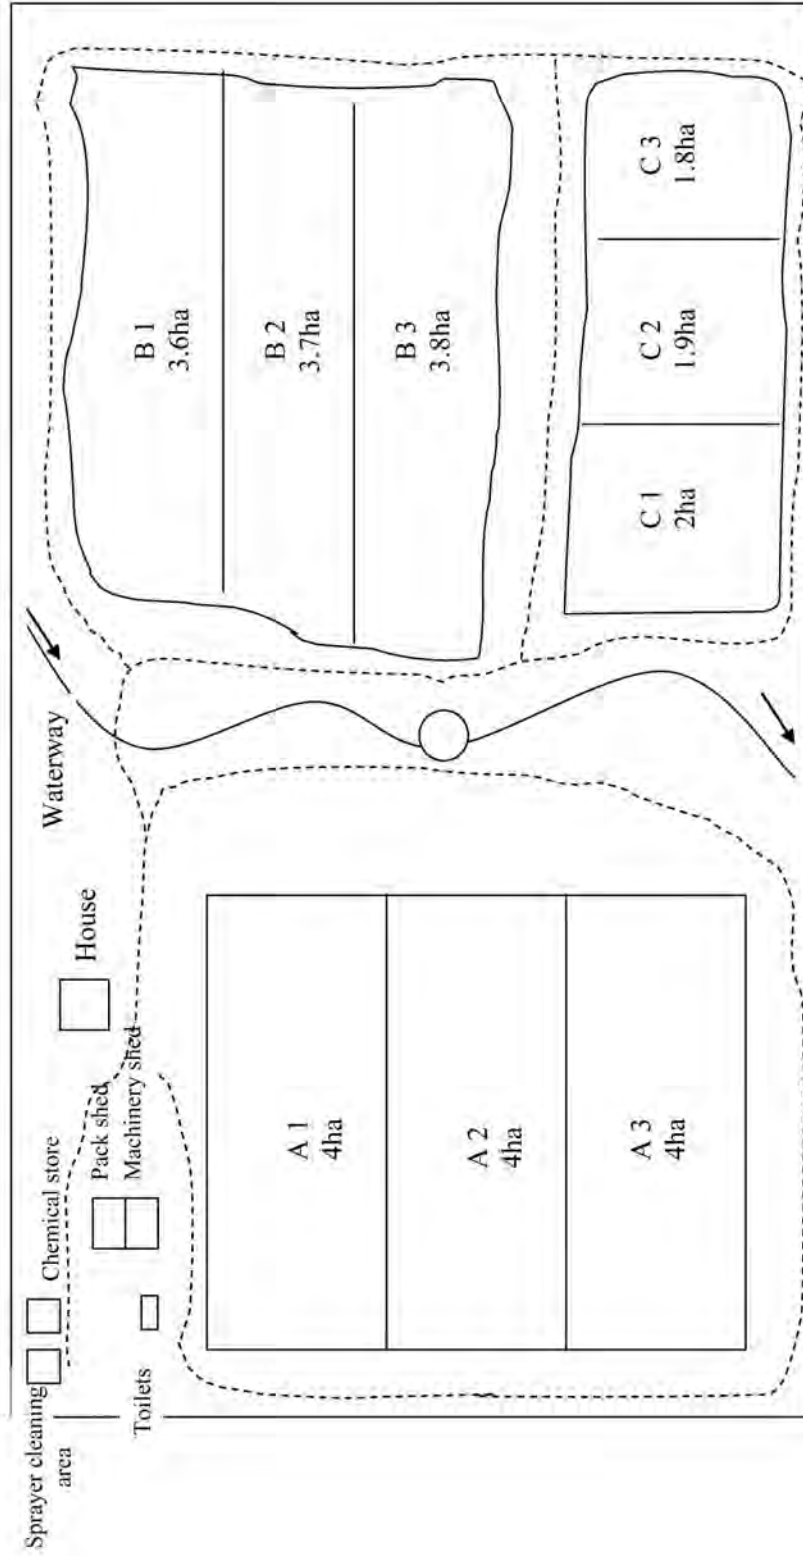 Sprayer cleaning
area
Chemical store
Toilets
Pack shed
Machinery shed
House
Waterway
A 1
4ha
A 2
4ha
A 3
4ha
B 1
3.6ha
B 2
3.7ha
B 3
3.8ha
C 1
2ha
C 2
1.9ha
C 3
1.8ha